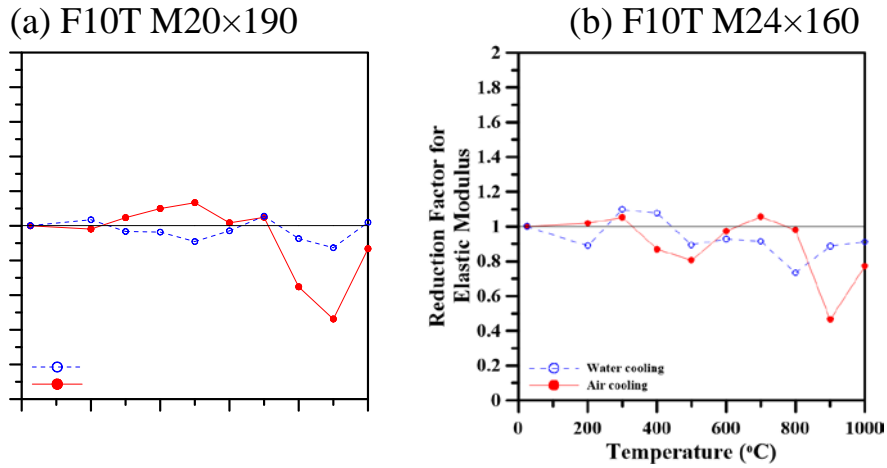 (a) F10T M20×190
(b) F10T M24×160
Reduction Factor for
Elastic Modulus
2
1.8
1.6
1.4
1.2
1
0.8
0.6
0.4
0.2
0
Water cooling
Air cooling
0 200 400 600 800 1000
Temperature (°C)